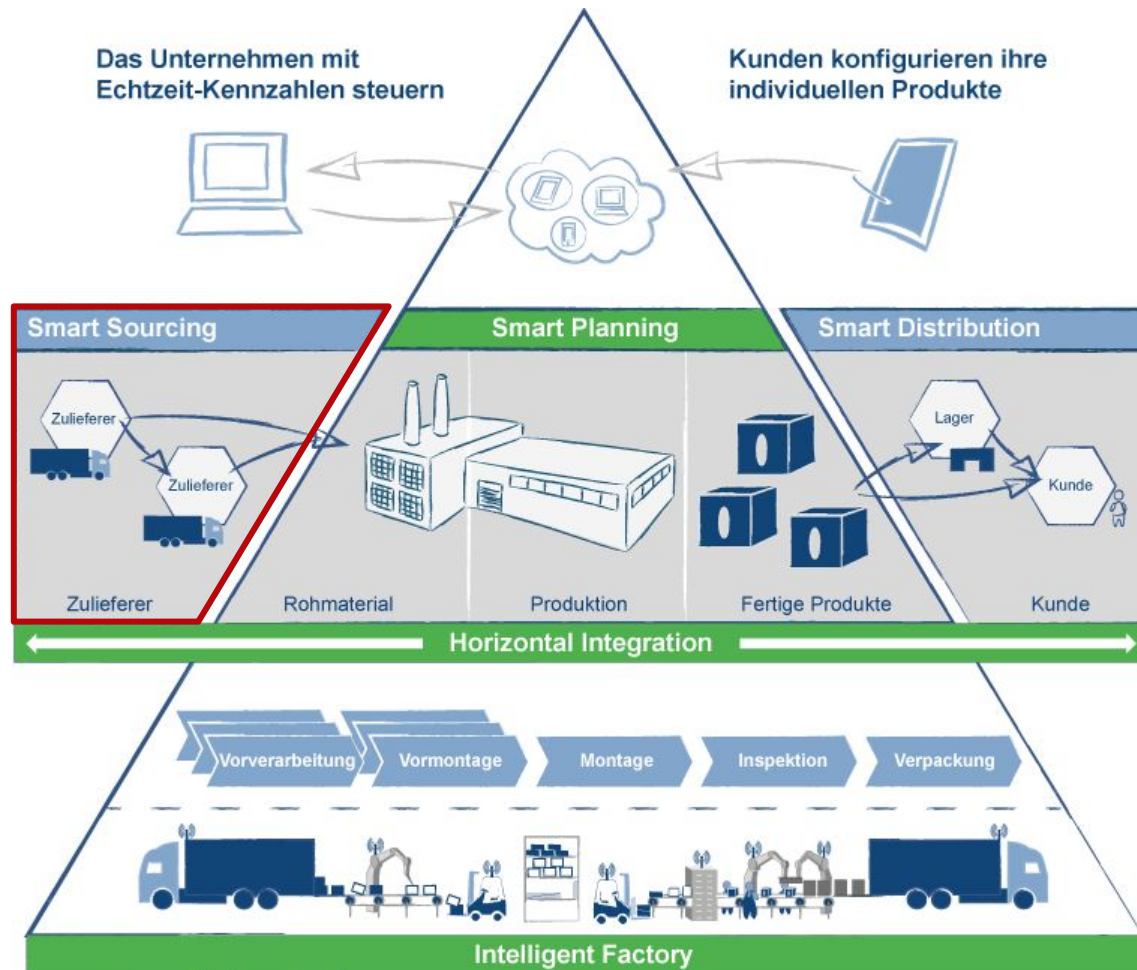 Das Unternehmen mit
Echtzeit-Kennzahlen steuern
Kunden konfigurieren ihre
individuellen Produkte
Smart Sourcing
Smart Planning
Smart Distribution
Zulieferer
Zulieferer
Lager
Kunde
Zulieferer
Rohmaterial
Produktion
Fertige Produkte
Kunde
Horizontal Integration
Vorverarbeitung
Vormontage
Montage
Inspektion
Verpackung
Intelligent Factory